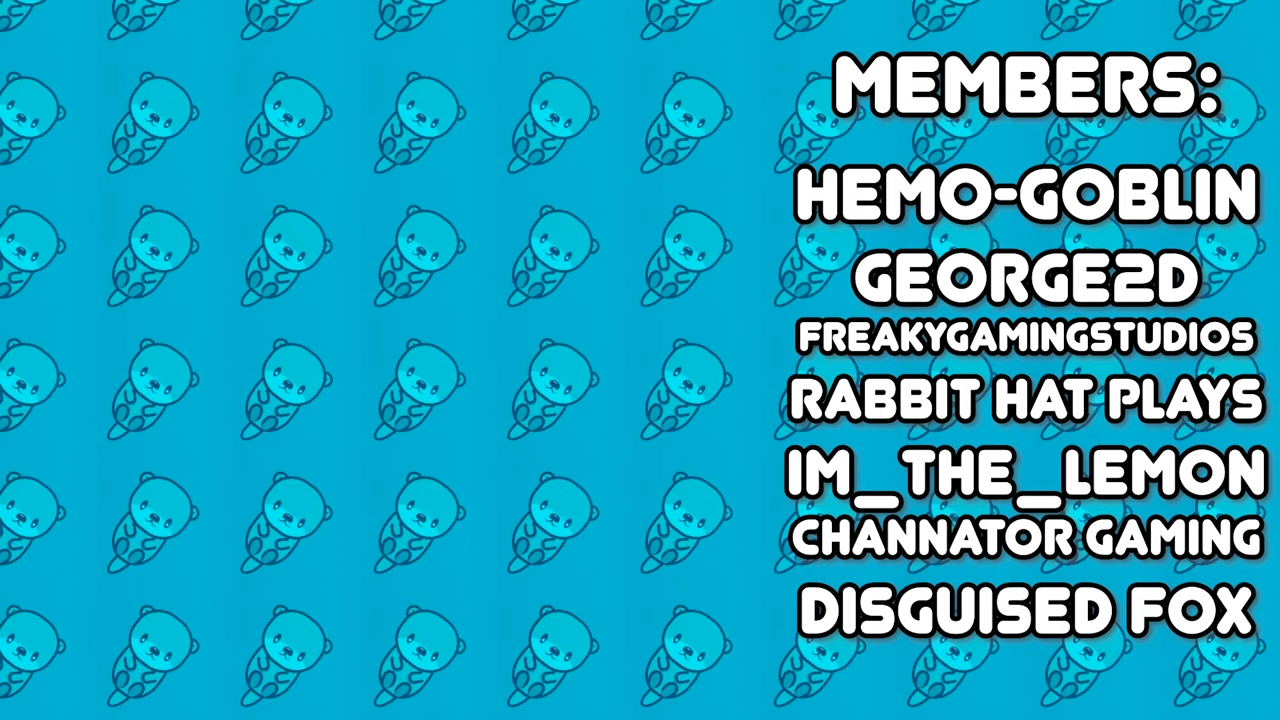 MEMBERS:
HEMO-GOBLIN
GEORGE2D
FREAKYGAMINGSTUDIOS
RABBIT HAT PLAYS
IM_THE_LEMON
CHANNATOR GAMING
DISGUISED FOX